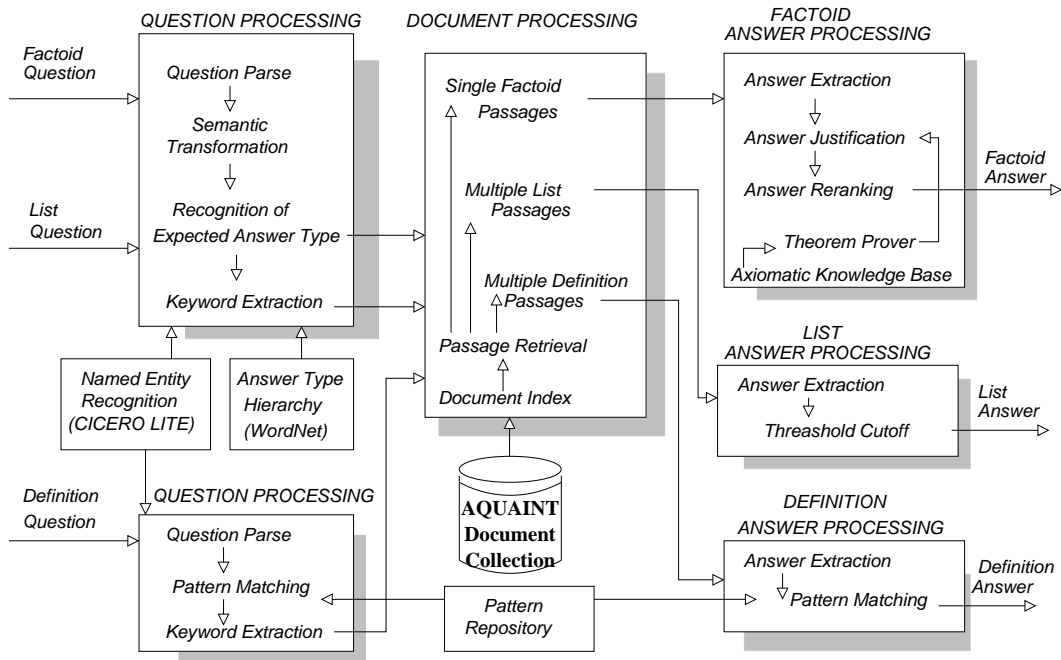 QUESTION PROCESSING
Factoid
Question
Question Parse
Semantic
Transformation
Recognition of
Expected Answer Type
Keyword Extraction
List
Question
Named Entity
Recognition
(CICERO LITE)
Answer Type
Hierarchy
(WordNet)
DOCUMENT PROCESSING
Single Factoid
Passages
Multiple List
Passages
Multiple Definition
Passages
Passage Retrieval
Document Index
AQUAINT
Document
Collection
FACTOID
ANSWER PROCESSING
Answer Extraction
Answer Justification
Answer Reranking
Theorem Prover
Axiomatic Knowledge Base
Factoid
Answer
LIST
ANSWER PROCESSING
Answer Extraction
Threashold Cutoff
List
Answer
QUESTION PROCESSING
Definition
Question
Question Parse
Pattern Matching
Keyword Extraction
Pattern
Repository
DEFINITION
ANSWER PROCESSING
Answer Extraction
Pattern Matching
Definition
Answer